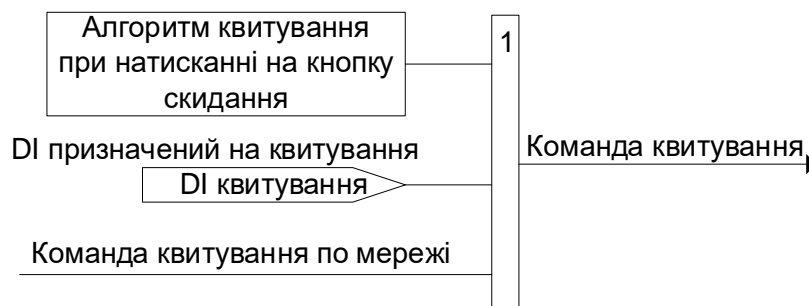 Алгоритм квитування
при натисканні на кнопку
скидання
1
DI призначений на квитування
DI квитування
Команда квитування
Команда квитування по мережі